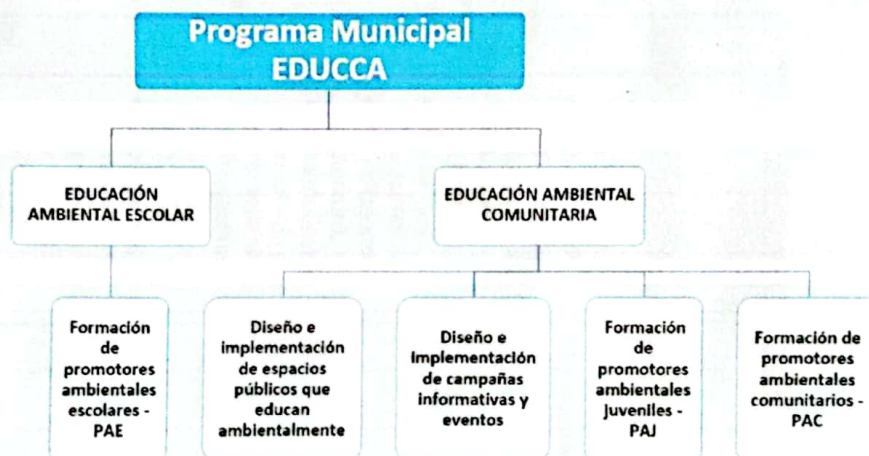 Programa Municipal
EDUCCA
EDUCACIÓN
AMBIENTAL ESCOLAR
EDUCACIÓN AMBIENTAL
COMUNITARIA
Formación
de
promotores
ambientales
escolares -
PAE
Diseño e
implementación
de espacios
públicos que
educan
ambientalmente
Diseño e
Implementación
de campañas
informativas y
eventos
Formación
de
promotores
ambientales
Juveniles -
PAJ
Formación de
promotores
ambientales
comunitarios -
PAC